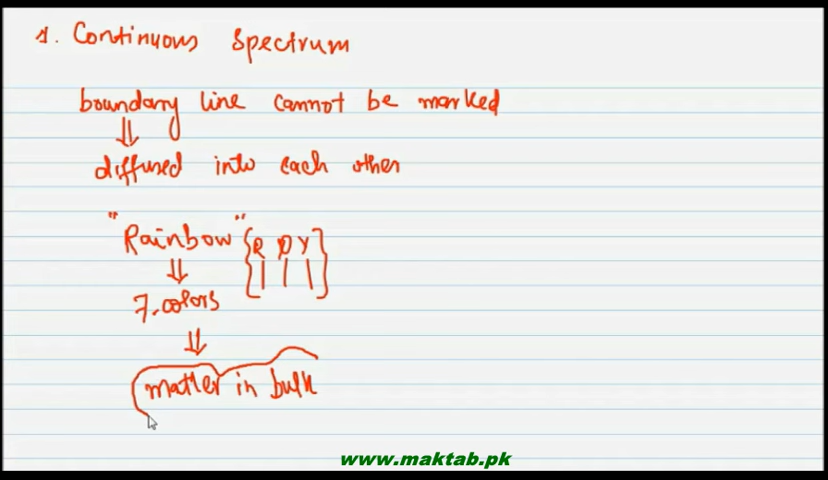 1. Continuous Spectrum
boundary line cannot be marked
⇓
diffused into each other
"Rainbow" { R O Y }
⇓
7. colors
⇓
matter in bulk
www.maktab.pk